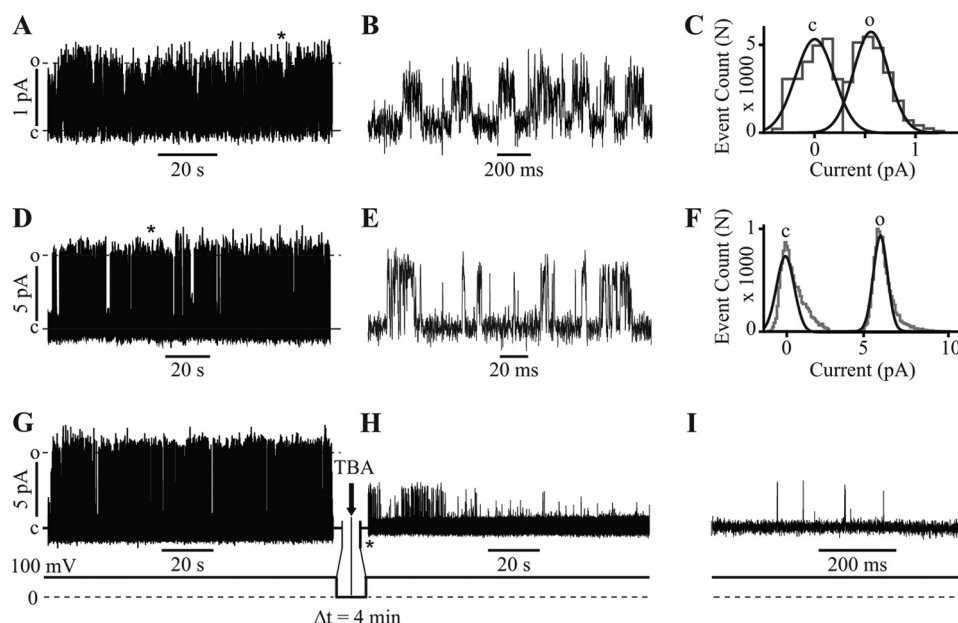 A
*
o
1 pA
c
20 s
B
200 ms
C
c
o
5
0
Event Count (N)
x 1000
0
1
Current (pA)
D
*
o
5 pA
c
20 s
E
20 ms
F
c
o
1
0
Event Count (N)
x 1000
0
5
10
Current (pA)
G
o
5 pA
c
20 s
TBA
*
H
20 s
I
200 ms
100 mV
0
Δt = 4 min